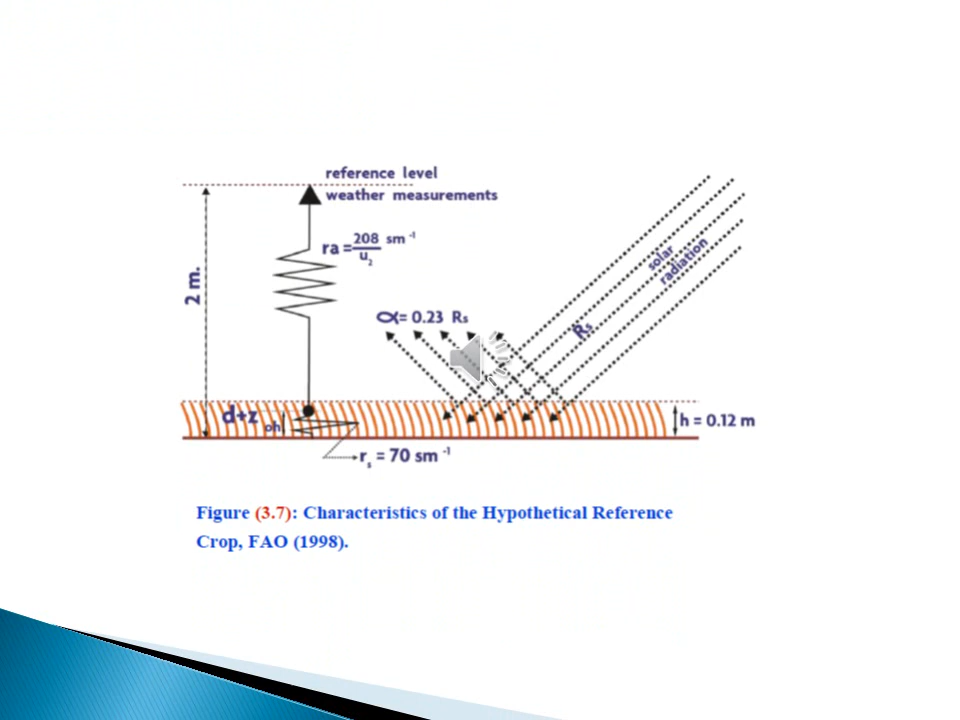 reference level
weather measurements
ra = 208/u₂ sm⁻¹
2 m.
solar
radiation
Rs
α= 0.23 Rs
d+z oh
h = 0.12 m
rₛ = 70 sm⁻¹
Figure (3.7): Characteristics of the Hypothetical Reference
Crop, FAO (1998).